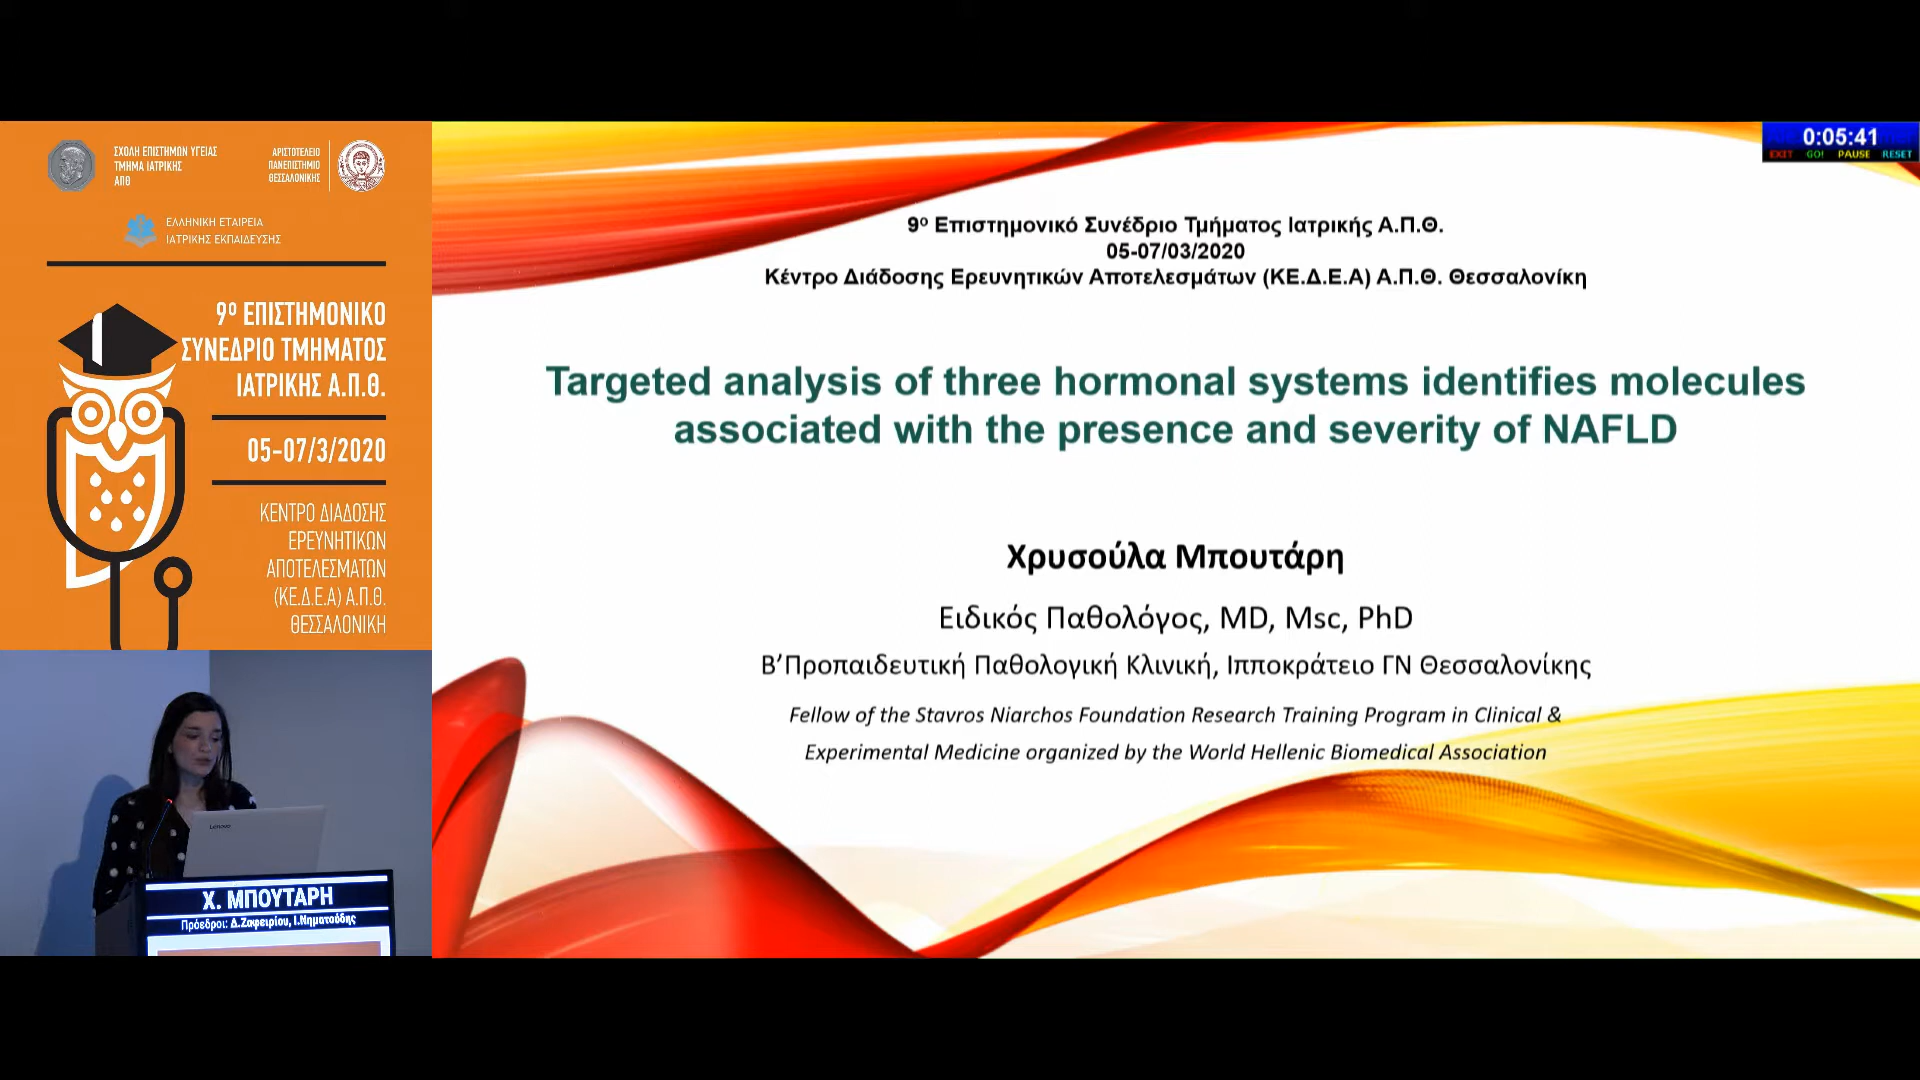 ΣΧΟΛΗ ΕΠΙΣΤΗΜΩΝ ΥΓΕΙΑΣ
ΤΜΗΜΑ ΙΑΤΡΙΚΗΣ
ΑΠΘ
ΑΡΙΣΤΟΤΕΛΕΙΟ
ΠΑΝΕΠΙΣΤΗΜΙΟ
ΘΕΣΣΑΛΟΝΙΚΗΣ
ΕΛΛΗΝΙΚΗ ΕΤΑΙΡΕΙΑ
ΙΑΤΡΙΚΗΣ ΕΚΠΑΙΔΕΥΣΗΣ
9º ΕΠΙΣΤΗΜΟΝΙΚΟ
ΣΥΝΕΔΡΙΟ ΤΜΗΜΑΤΟΣ
ΙΑΤΡΙΚΗΣ Α.Π.Θ.
05-07/3/2020
ΚΕΝΤΡΟ ΔΙΑΔΟΣΗΣ
ΕΡΕΥΝΗΤΙΚΩΝ
ΑΠΟΤΕΛΕΣΜΑΤΩΝ
(ΚΕ.Δ.Ε.Α) Α.Π.Θ.
ΘΕΣΣΑΛΟΝΙΚΗ
Lenovo
Χ. ΜΠΟΥΤΑΡΗ
Πρόεδροι: Δ.Ζαφειρίου, Ι.Νηματούδης
0:05:41
EXIT GO! PAUSE RESET
9º Επιστημονικό Συνέδριο Τμήματος Ιατρικής Α.Π.Θ.
05-07/03/2020
Κέντρο Διάδοσης Ερευνητικών Αποτελεσμάτων (ΚΕ.Δ.Ε.Α) Α.Π.Θ. Θεσσαλονίκη
Targeted analysis of three hormonal systems identifies molecules
associated with the presence and severity of NAFLD
Χρυσούλα Μπουτάρη
Ειδικός Παθολόγος, MD, Msc, PhD
Β’Προπαιδευτική Παθολογική Κλινική, Ιπποκράτειο ΓΝ Θεσσαλονίκης
Fellow of the Stavros Niarchos Foundation Research Training Program in Clinical &
Experimental Medicine organized by the World Hellenic Biomedical Association